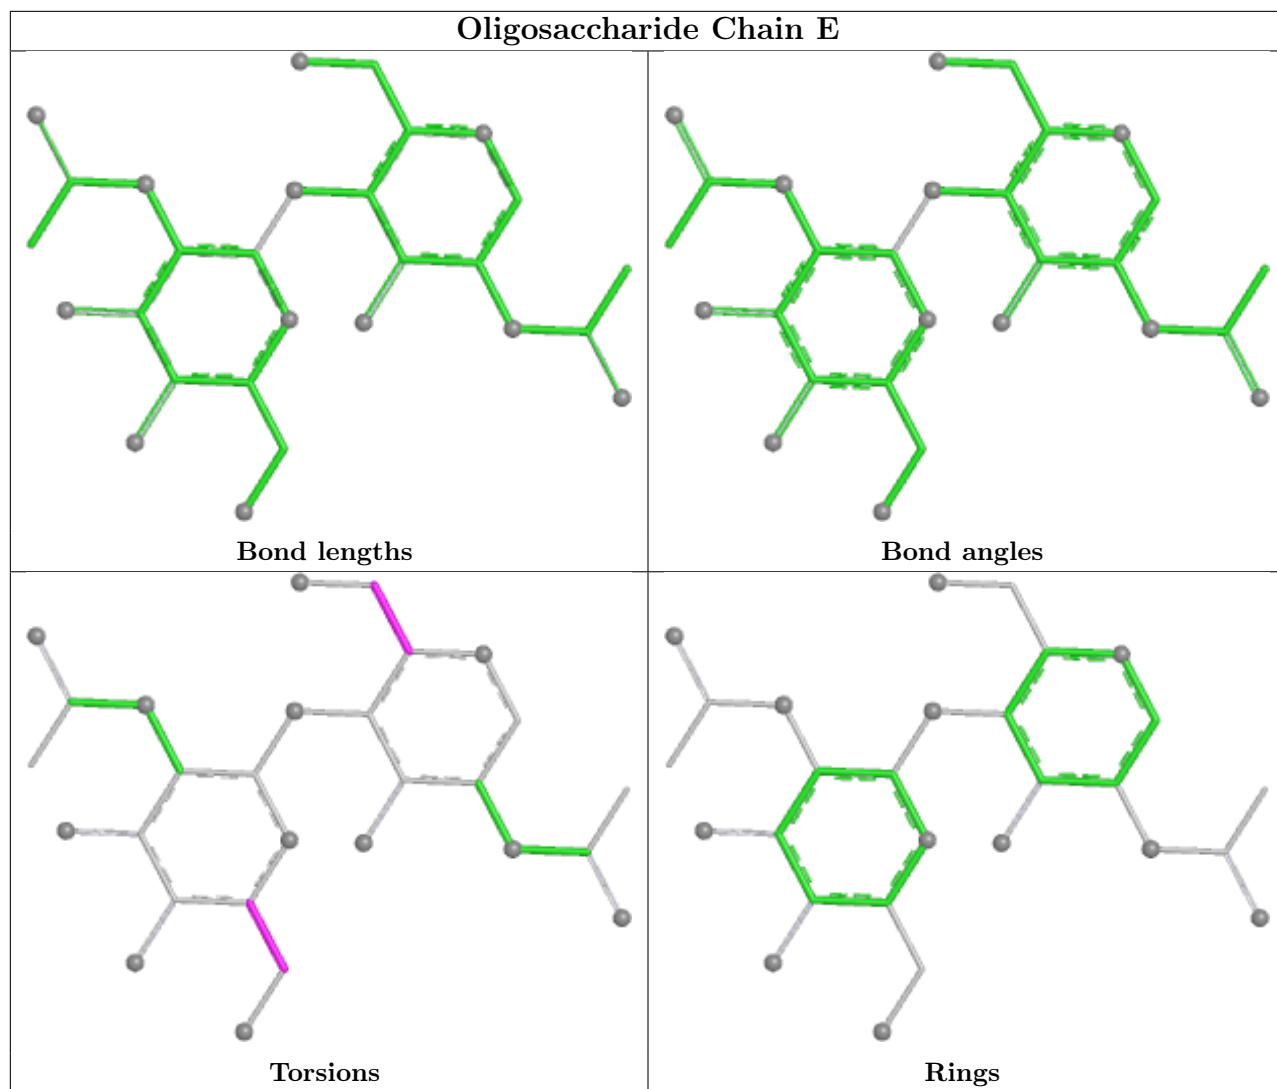 Oligosaccharide Chain E
Bond lengths
Bond angles
Torsions
Rings